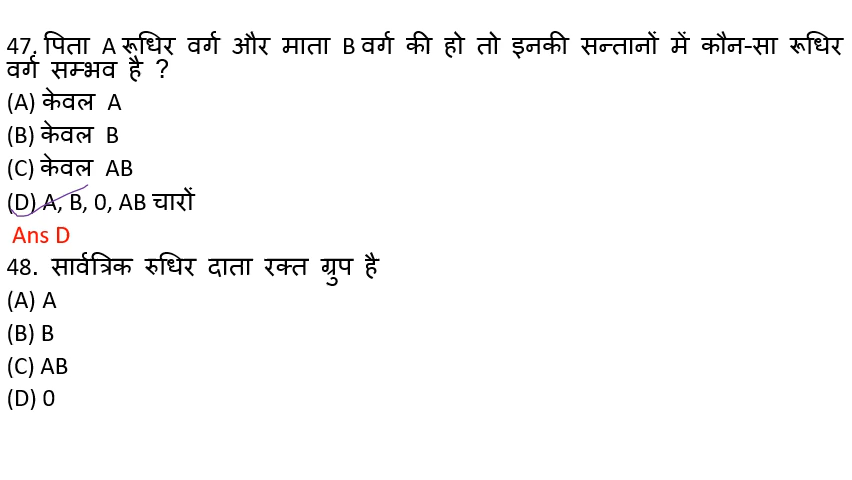 47. पिता A रूधिर वर्ग और माता B वर्ग की हो तो इनकी सन्तानों में कौन-सा रूधिर
वर्ग सम्भव है ?
(A) केवल A
(B) केवल B
(C) केवल AB
(D) A, B, 0, AB चारों
Ans D
48. सार्वत्रिक रुधिर दाता रक्त ग्रुप है
(A) A
(B) B
(C) AB
(D) 0